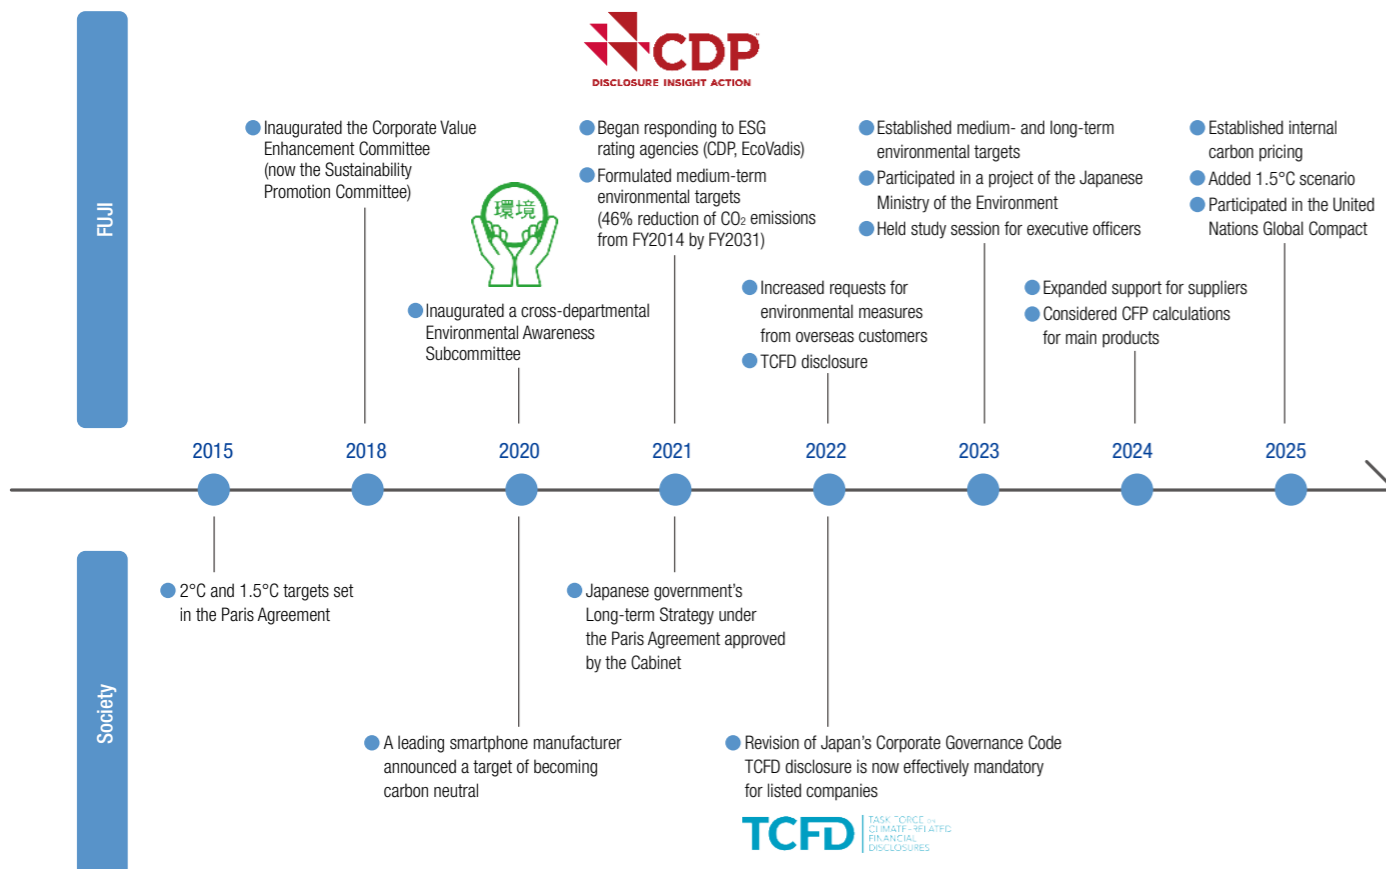 CDP
DISCLOSURE INSIGHT ACTION
FUJI
Inaugurated the Corporate Value
Enhancement Committee
(now the Sustainability
Promotion Committee)
環境
Inaugurated a cross-departmental
Environmental Awareness
Subcommittee
Began responding to ESG
rating agencies (CDP, EcoVadis)
Formulated medium-term
environmental targets
(46% reduction of CO₂ emissions
from FY2014 by FY2031)
Increased requests for
environmental measures
from overseas customers
TCFD disclosure
Established medium- and long-term
environmental targets
Participated in a project of the Japanese
Ministry of the Environment
Held study session for executive officers
Expanded support for suppliers
Considered CFP calculations
for main products
Established internal
carbon pricing
Added 1.5°C scenario
Participated in the United
Nations Global Compact
2015
2018
2020
2021
2022
2023
2024
2025
Society
2°C and 1.5°C targets set
in the Paris Agreement
A leading smartphone manufacturer
announced a target of becoming
carbon neutral
Japanese government's
Long-term Strategy under
the Paris Agreement approved
by the Cabinet
Revision of Japan's Corporate Governance Code
TCFD disclosure is now effectively mandatory
for listed companies
TCFD
TASK FORCE ON
CLIMATE-RELATED
FINANCIAL
DISCLOSURES